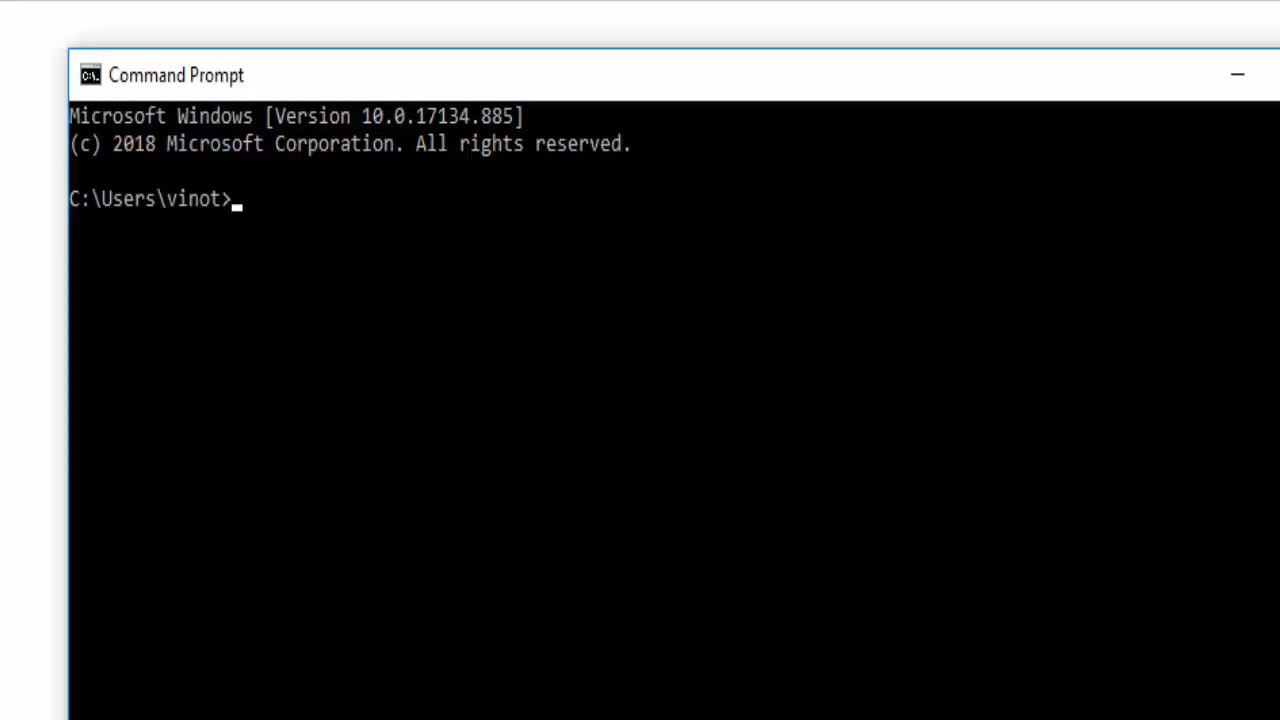 Command Prompt
Microsoft Windows [Version 10.0.17134.885]
(c) 2018 Microsoft Corporation. All rights reserved.
C:\Users\vinot>